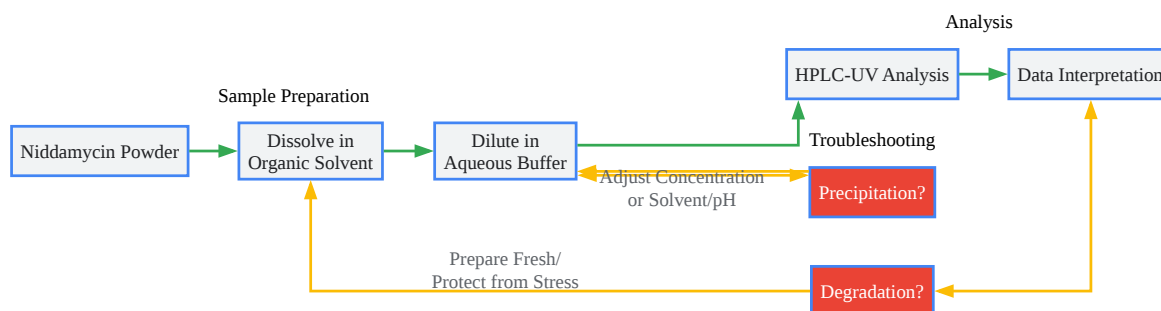 Analysis
HPLC-UV Analysis
Data Interpretation
Sample Preparation
Niddamycin Powder
Dissolve in
Organic Solvent
Dilute in
Aqueous Buffer
Troubleshooting
Adjust Concentration
or Solvent/pH
Precipitation?
Prepare Fresh/
Protect from Stress
Degradation?